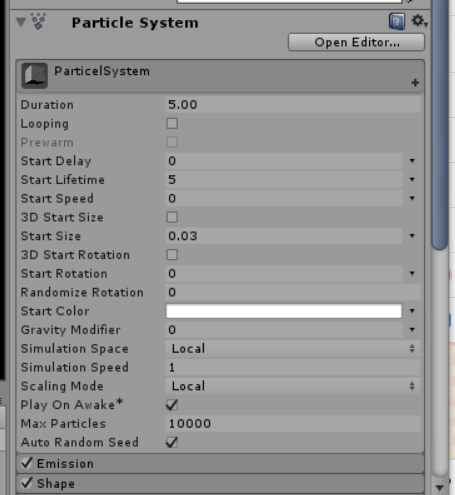 Particle System
Open Editor...
ParticelSystem
Duration 5.00
Looping
Prewarm
Start Delay 0
Start Lifetime 5
Start Speed 0
3D Start Size
Start Size 0.03
3D Start Rotation
Start Rotation 0
Randomize Rotation 0
Start Color
Gravity Modifier 0
Simulation Space Local
Simulation Speed 1
Scaling Mode Local
Play On Awake*
Max Particles 10000
Auto Random Seed
Emission
Shape